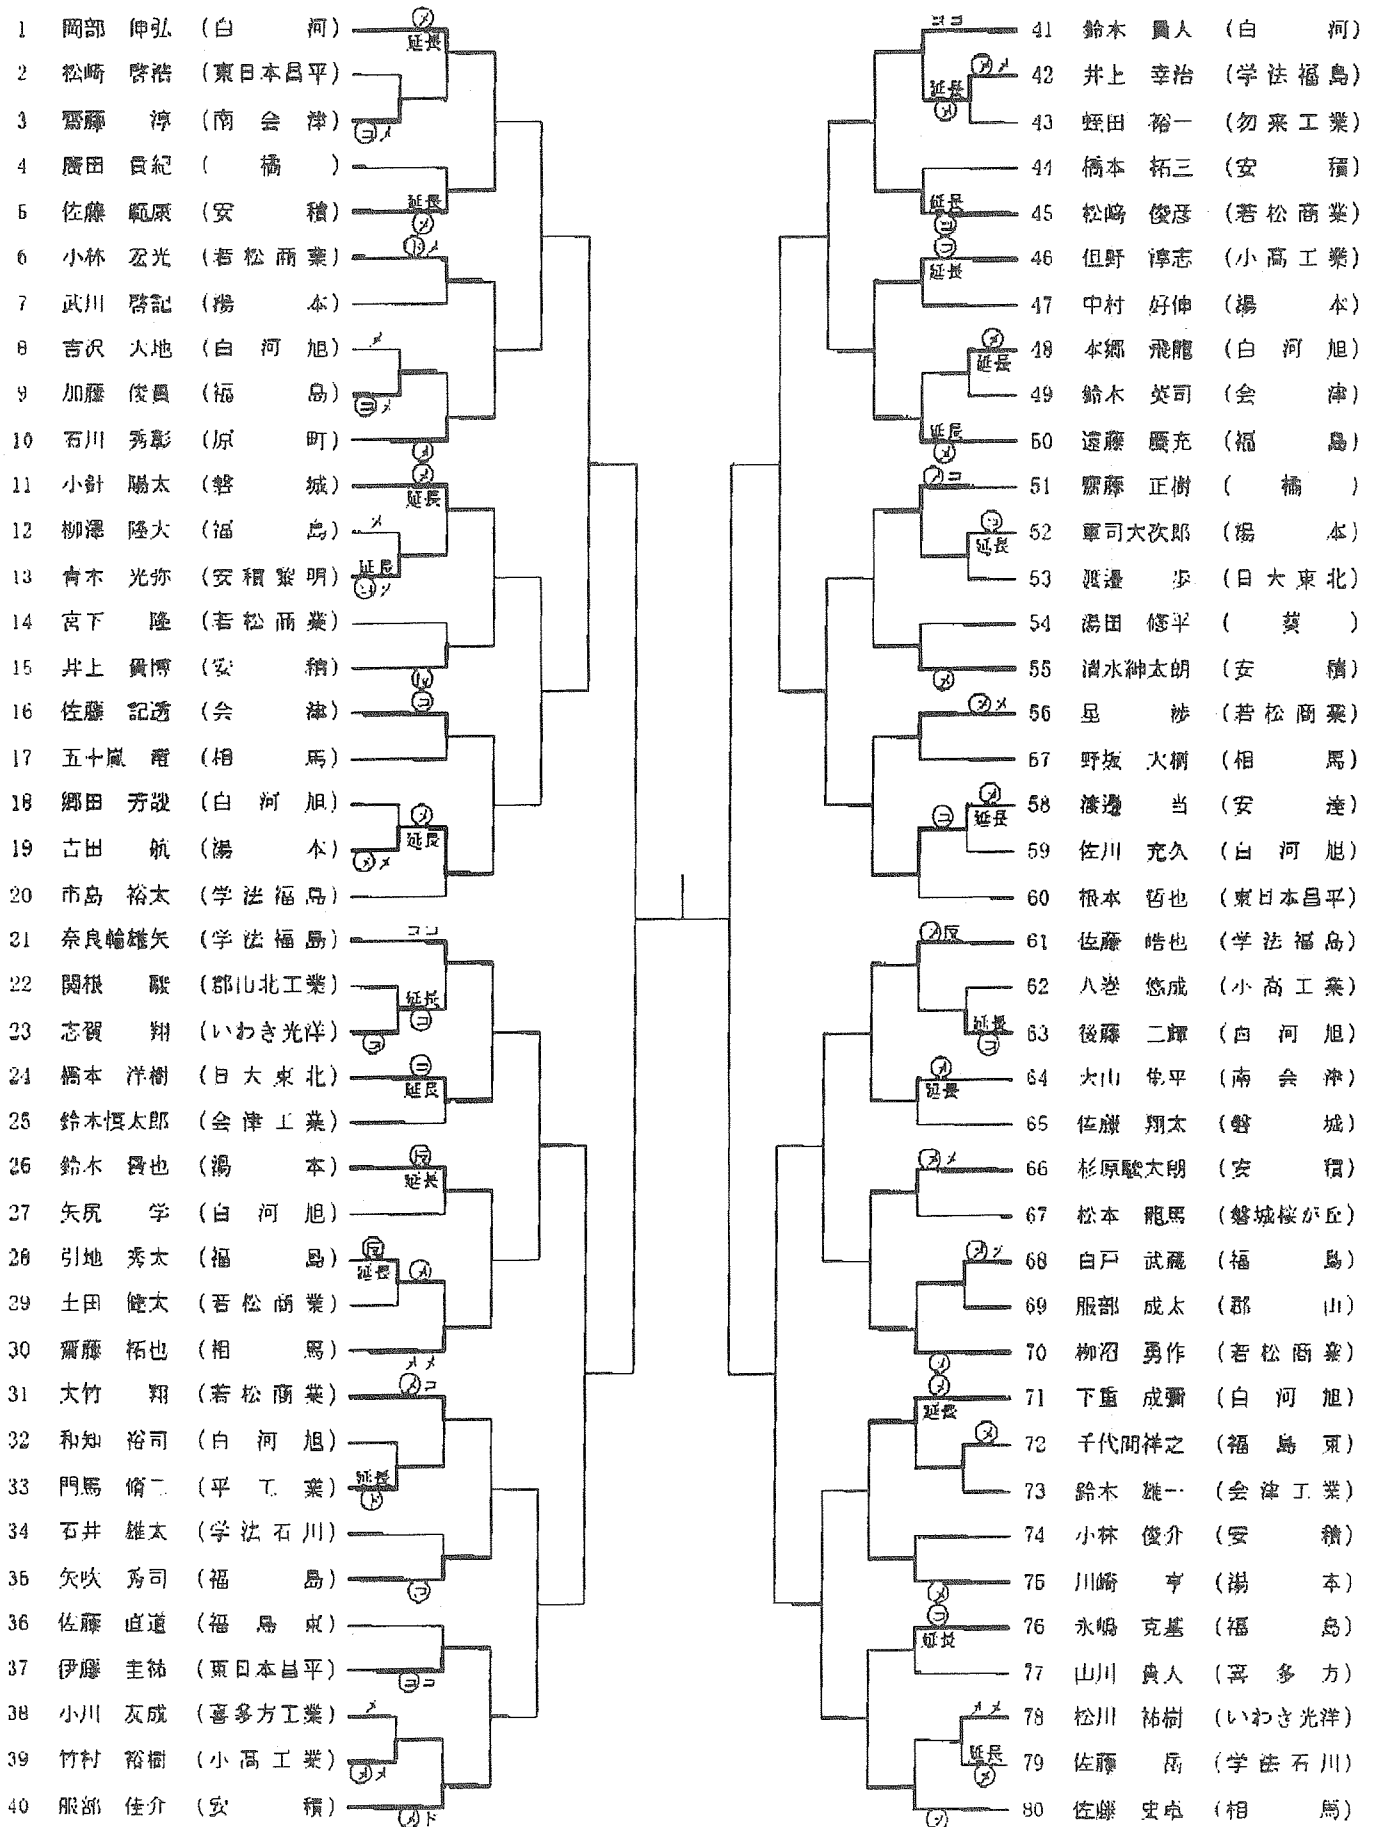 1 岡部 伸弘 (白 河)
2 松崎 啓浩 (東日本昌平)
3 齋藤 淳 (南 会 津)
4 廣田 貴紀 ( 橘 )
5 佐藤 範康 (安 積)
6 小林 宏光 (若松商業)
7 武川 啓記 (湯 本)
8 吉沢 大地 (白 河 旭)
9 加藤 俊員 (福 島)
10 石川 秀彰 (原 町)
11 小針 陽太 (磐 城)
12 柳澤 隆大 (福 島)
13 青木 光弥 (安積黎明)
14 宮下 隆 (若松商業)
15 井上 貴博 (安 積)
16 佐藤 記透 (会 津)
17 五十嵐 竜 (相 馬)
18 郷田 芳哉 (白 河 旭)
19 古田 航 (湯 本)
20 市島 裕太 (学法福島)
21 奈良輪雄矢 (学法福島)
22 関根 駿 (郡山北工業)
23 志賀 翔 (いわき光洋)
24 橋本 洋樹 (日大東北)
25 鈴木恒太郎 (会津工業)
26 鈴木 貴也 (湯 本)
27 矢尻 学 (白 河 旭)
28 引地 秀太 (福 島)
29 土田 健太 (若松商業)
30 齋藤 拓也 (相 馬)
31 大竹 翔 (若松商業)
32 和知 裕司 (白 河 旭)
33 門馬 脩二 (平 工 業)
34 石井 雄太 (学法石川)
35 矢吹 秀司 (福 島)
36 佐藤 直道 (福 島 東)
37 伊藤 圭祐 (東日本昌平)
38 小川 友成 (喜多方工業)
39 竹村 裕樹 (小高工業)
40 服部 佳介 (安 積)
41 鈴木 貴人 (白 河)
42 井上 幸治 (学法福島)
43 蛭田 裕一 (勿来工業)
44 橋本 拓三 (安 積)
45 松崎 俊彦 (若松商業)
46 但野 淳志 (小高工業)
47 中村 好伸 (湯 本)
48 本郷 飛龍 (白 河 旭)
49 鈴木 英司 (会 津)
50 遠藤 慶充 (福 島)
51 齋藤 正樹 ( 橘 )
52 軍司大次郎 (湯 本)
53 渡邊 歩 (日大東北)
54 湯田 修平 ( 葵 )
55 清水紳太朗 (安 積)
56 星 渉 (若松商業)
57 野坂 大樹 (相 馬)
58 渡邊 当 (安 達)
59 佐川 充久 (白 河 旭)
60 根本 哲也 (東日本昌平)
61 佐藤 皓也 (学法福島)
62 八巻 悠成 (小高工業)
63 後藤 二輝 (白 河 旭)
64 大山 隼平 (南 会 津)
65 佐藤 翔太 (磐 城)
66 杉原駿太朗 (安 積)
67 松本 龍馬 (磐城桜が丘)
68 白戸 武蔵 (福 島)
69 服部 成太 (郡 山)
70 柳沼 勇作 (若松商業)
71 下重 成彌 (白 河 旭)
72 千代間祥之 (福 島 東)
73 鈴木 雄一 (会津工業)
74 小林 俊介 (安 積)
75 川崎 亨 (湯 本)
76 永嶋 克基 (福 島)
77 山川 貴人 (喜 多 方)
78 松川 祐樹 (いわき光洋)
79 佐藤 岳 (学法石川)
80 佐藤 史卓 (相 馬)